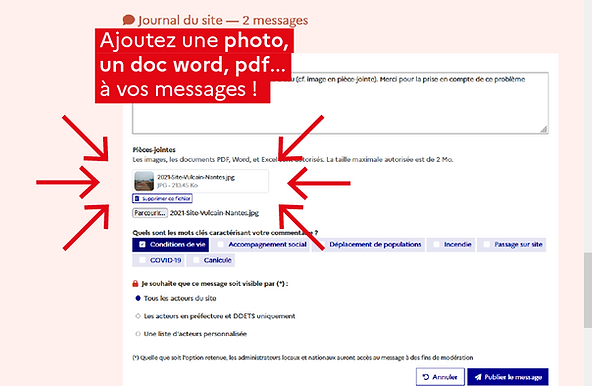 Journal du site — 2 messages
Ajoutez une photo,
un doc word, pdf...
à vos messages !
(cf. image en pièce-jointe). Merci pour la prise en compte de ce problème
Pièces-jointes
Les images, les documents PDF, Word, et Excel sont autorisés. La taille maximale autorisée est de 2 Mo.
2021-Site-Vulcain-Nantes.jpg
JPG - 213.45 Ko
Supprimer ce fichier
Parcourir... 2021-Site-Vulcain-Nantes.jpg
Quels sont les mots clés caractérisant votre commentaire ?
Conditions de vie Accompagnement social Déplacement de populations Incendie Passage sur site
COVID-19 Canicule
Je souhaite que ce message soit visible par (*) :
Tous les acteurs du site
Les acteurs en préfecture et DDETS uniquement
Une liste d'acteurs personnalisée
(*) Quelle que soit l'option retenue, les administrateurs locaux et nationaux auront accès au message à des fins de modération
Annuler Publier le message